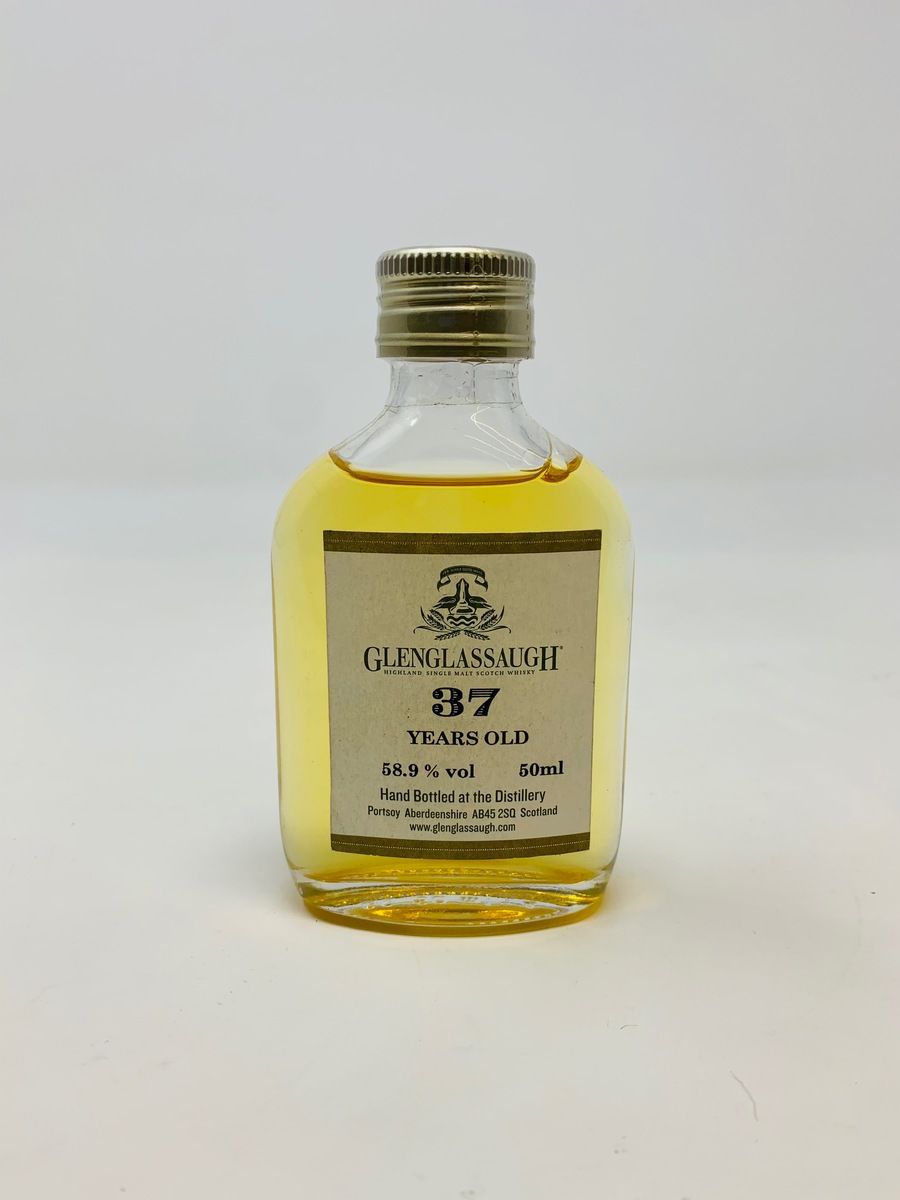 GLENGLASSAUGH®
HIGHLAND SINGLE MALT SCOTCH WHISKY
37
YEARS OLD
58.9 % vol 50ml
Hand Bottled at the Distillery
Portsoy Aberdeenshire AB45 2SQ Scotland
www.glenglassaugh.com